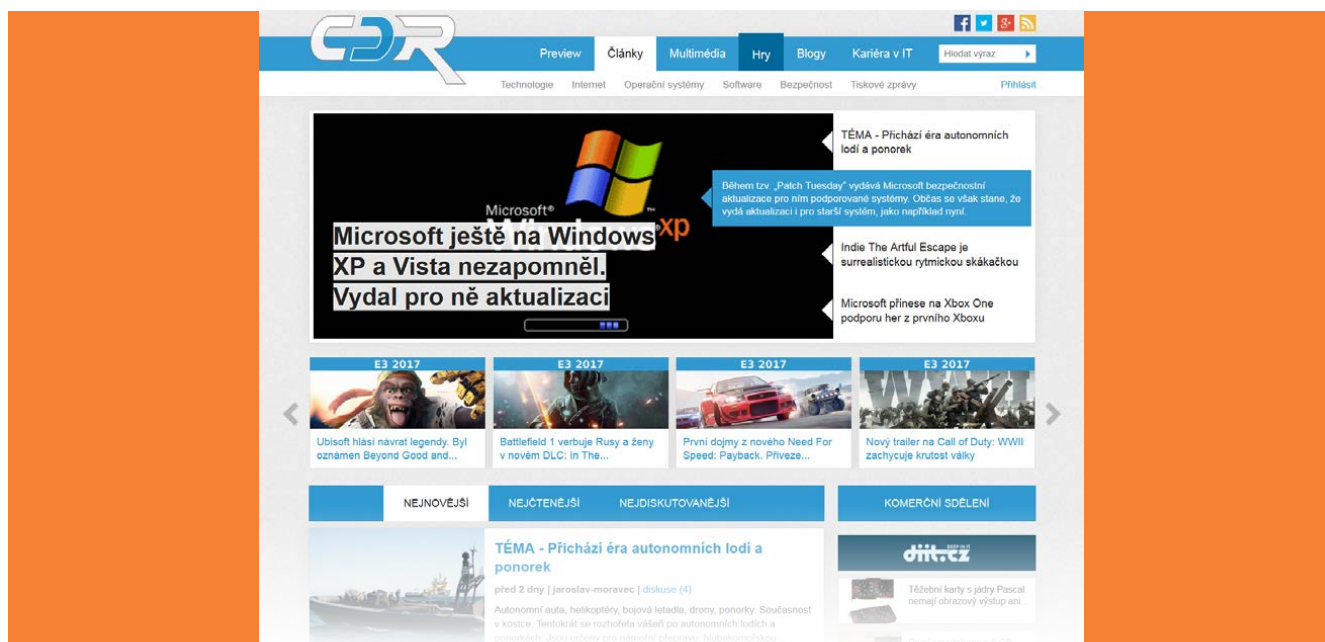 CDR
Preview
Články
Multimédia
Hry
Blogy
Kariéra v IT
Hledat výraz
Technologie
Internet
Operační systémy
Software
Bezpečnost
Tiskové zprávy
Přihlásit
Microsoft®
Windows xp
Microsoft ještě na Windows
XP a Vista nezapomněl.
Vydal pro ně aktualizaci
TÉMA - Přichází éra autonomních
lodí a ponorek
Během tzv. „Patch Tuesday" vydává Microsoft bezpečnostní
aktualizace pro ním podporované systémy. Občas se však stane, že
vydá aktualizaci i pro starší systém, jako například nyní.
Indie The Artful Escape je
surrealistickou rytmickou skákačkou
Microsoft přinese na Xbox One
podporu her z prvního Xboxu
E3 2017
E3 2017
E3 2017
E3 2017
Ubisoft hlásí návrat legendy. Byl
oznámen Beyond Good and...
Battlefield 1 verbuje Rusy a ženy
v novém DLC: In The...
První dojmy z nového Need For
Speed: Payback. Přiveze...
Nový trailer na Call of Duty: WWII
zachycuje krutost války
NEJNOVĚJŠÍ
NEJČTENĚJŠÍ
NEJDISKUTOVANĚJŠÍ
KOMERČNÍ SDĚLENÍ
TÉMA - Přichází éra autonomních lodí a
ponorek
před 2 dny | jaroslav-moravec | diskuse (4)
Autonomní auta, helikoptéry, bojová letadla, drony, ponorky. Současnost
v kostce. Tentokrát se rozhořela vášeň po autonomních lodích a
diit.cz
Těžební karty s jádry Pascal
nemají obrazový výstup ani...